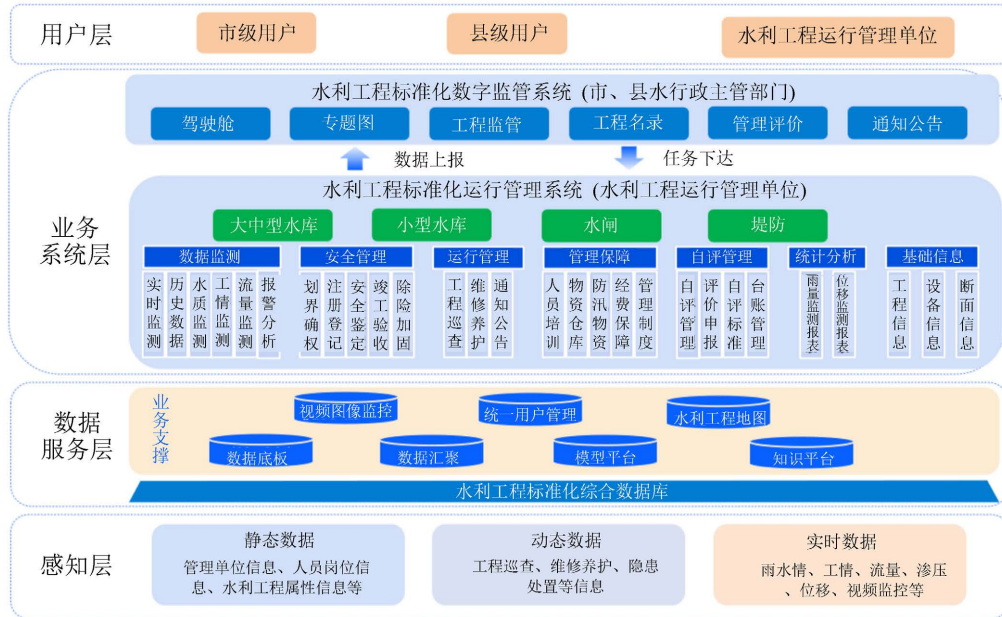 用户层
市级用户
县级用户
水利工程运行管理单位
业务
系统层
水利工程标准化数字监管系统 (市、县水行政主管部门)
驾驶舱
专题图
工程监管
工程名录
管理评价
通知公告
数据上报
任务下达
水利工程标准化运行管理系统 (水利工程运行管理单位)
大中型水库
小型水库
水闸
堤防
数据监测
实时监测
历史数据
水质监测
工情监测
流量监测
报警分析
安全管理
划界确权
注册登记
安全鉴定
竣工验收
除险加固
运行管理
工程巡查
维修养护
通知公告
管理保障
人员培训
物资仓库
防汛物资
经费保障
管理制度
自评管理
自评管理
评价申报
自评标准
台账管理
统计分析
雨量监测报表
位移监测报表
基础信息
工程信息
设备信息
断面信息
数据
服务层
业务支撑
视频图像监控
统一用户管理
水利工程地图
数据底板
数据汇聚
模型平台
知识平台
水利工程标准化综合数据库
感知层
静态数据
管理单位信息、人员岗位信
息、水利工程属性信息等
动态数据
工程巡查、维修养护、隐患
处置等信息
实时数据
雨水情、工情、流量、渗压
、位移、视频监控等